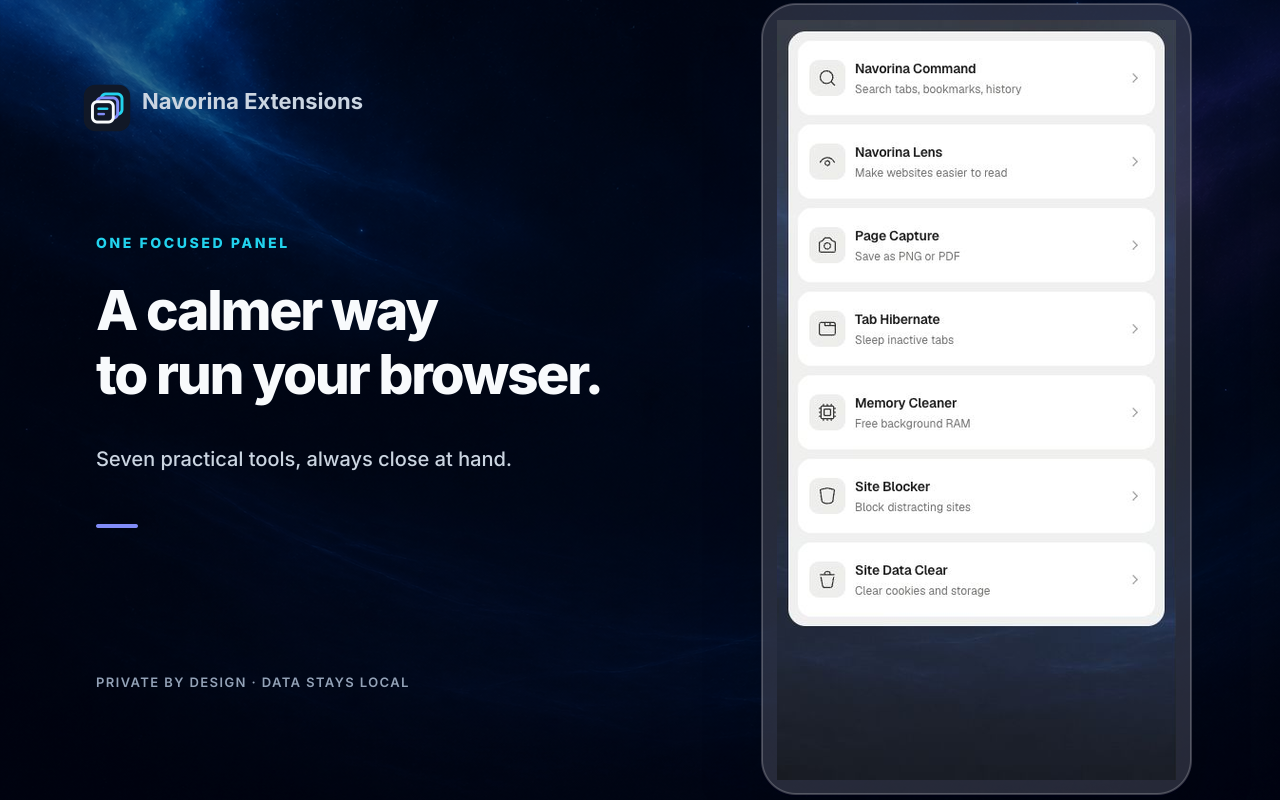 Navorina Extensions
ONE FOCUSED PANEL
A calmer way
to run your browser.
Seven practical tools, always close at hand.
PRIVATE BY DESIGN · DATA STAYS LOCAL
Navorina Command
Search tabs, bookmarks, history
Navorina Lens
Make websites easier to read
Page Capture
Save as PNG or PDF
Tab Hibernate
Sleep inactive tabs
Memory Cleaner
Free background RAM
Site Blocker
Block distracting sites
Site Data Clear
Clear cookies and storage